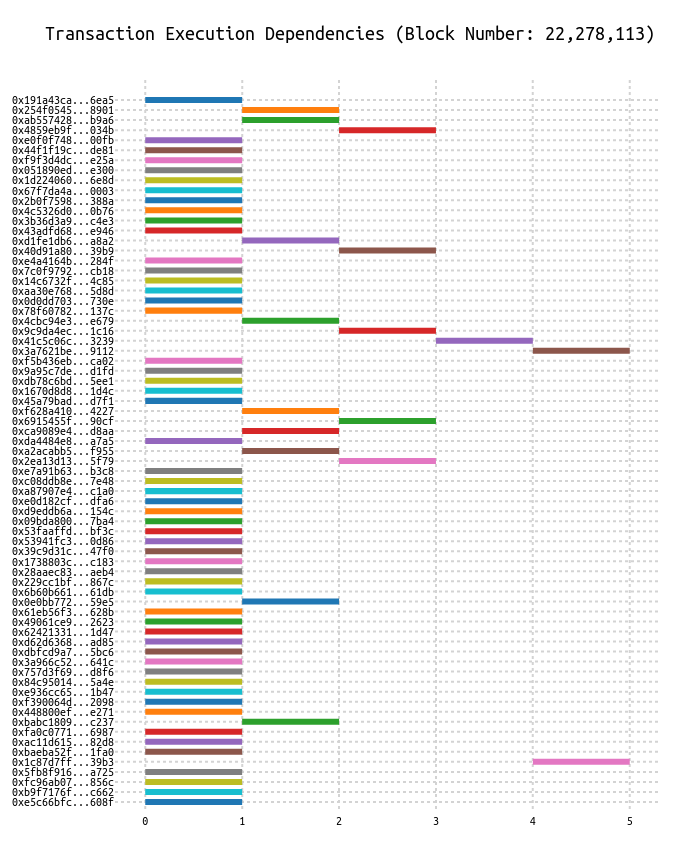 Transaction Execution Dependencies (Block Number: 22,278,113)
0x191a43ca...6ea5
0x254f0545...8901
0xab557428...b9a6
0x4859eb9f...034b
0xe0f0f748...00fb
0x44f1f19c...de81
0xf9f3d4dc...e25a
0x051890ed...e300
0x1d224060...6e8d
0x67f7da4a...0003
0x2b0f7598...388a
0x4c5326d0...0b76
0x3b36d3a9...c4e3
0x43adfd68...e946
0xd1fe1db6...a8a2
0x40d91a80...39b9
0xe4a4164b...284f
0x7c0f9792...cb18
0x14c6732f...4c85
0xaa30e768...5d8d
0x0d0dd703...730e
0x78f60782...137c
0x4cbc94e3...e679
0x9c9da4ec...1c16
0x41c5c06c...3239
0x3a7621be...9112
0xf5b436eb...ca02
0x9a95c7de...d1fd
0xdb78c6bd...5ee1
0x1670d8d8...1d4c
0x45a79bad...d7f1
0xf628a410...4227
0x6915455f...90cf
0xca9089e4...d8aa
0xda4484e8...a7a5
0xa2acabb5...f955
0x2ea13d13...5f79
0xe7a91b63...b3c8
0xc08ddb8e...7e48
0xa87907e4...c1a0
0xe0d182cf...dfa6
0xd9eddb6a...154c
0x09bda800...7ba4
0x53faaffd...bf3c
0x53941fc3...0d86
0x39c9d31c...47f0
0x1738803c...c183
0x28aaec83...aeb4
0x229cc1bf...867c
0x6b60b661...61db
0x0e0bb772...59e5
0x61eb56f3...628b
0x49061ce9...2623
0x62421331...1d47
0xd62d6368...ad85
0xdbfcd9a7...5bc6
0x3a966c52...641c
0x757d3f69...d8f6
0x84c95014...5a4e
0xe936cc65...1b47
0xf390064d...2098
0x448800ef...e271
0xbabc1809...c237
0xfa0c0771...6987
0xac11d615...82d8
0xbaeba52f...1fa0
0x1c87d7ff...39b3
0x5fb8f916...a725
0xfc96ab07...856c
0xb9f7176f...c662
0xe5c66bfc...608f
0 1 2 3 4 5